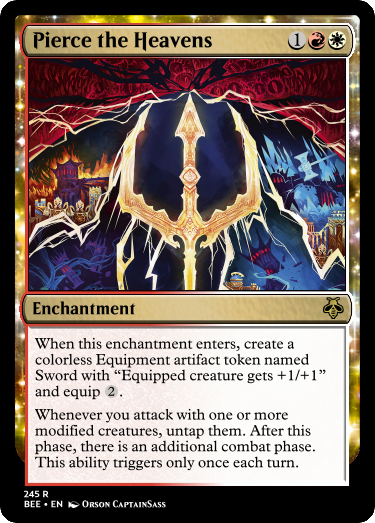 Pierce the Heavens 1
Enchantment
When this enchantment enters, create a
colorless Equipment artifact token named
Sword with “Equipped creature gets +1/+1”
and equip 2.
Whenever you attack with one or more
modified creatures, untap them. After this
phase, there is an additional combat phase.
This ability triggers only once each turn.
245 R
BEE • EN Orson CaptainSass